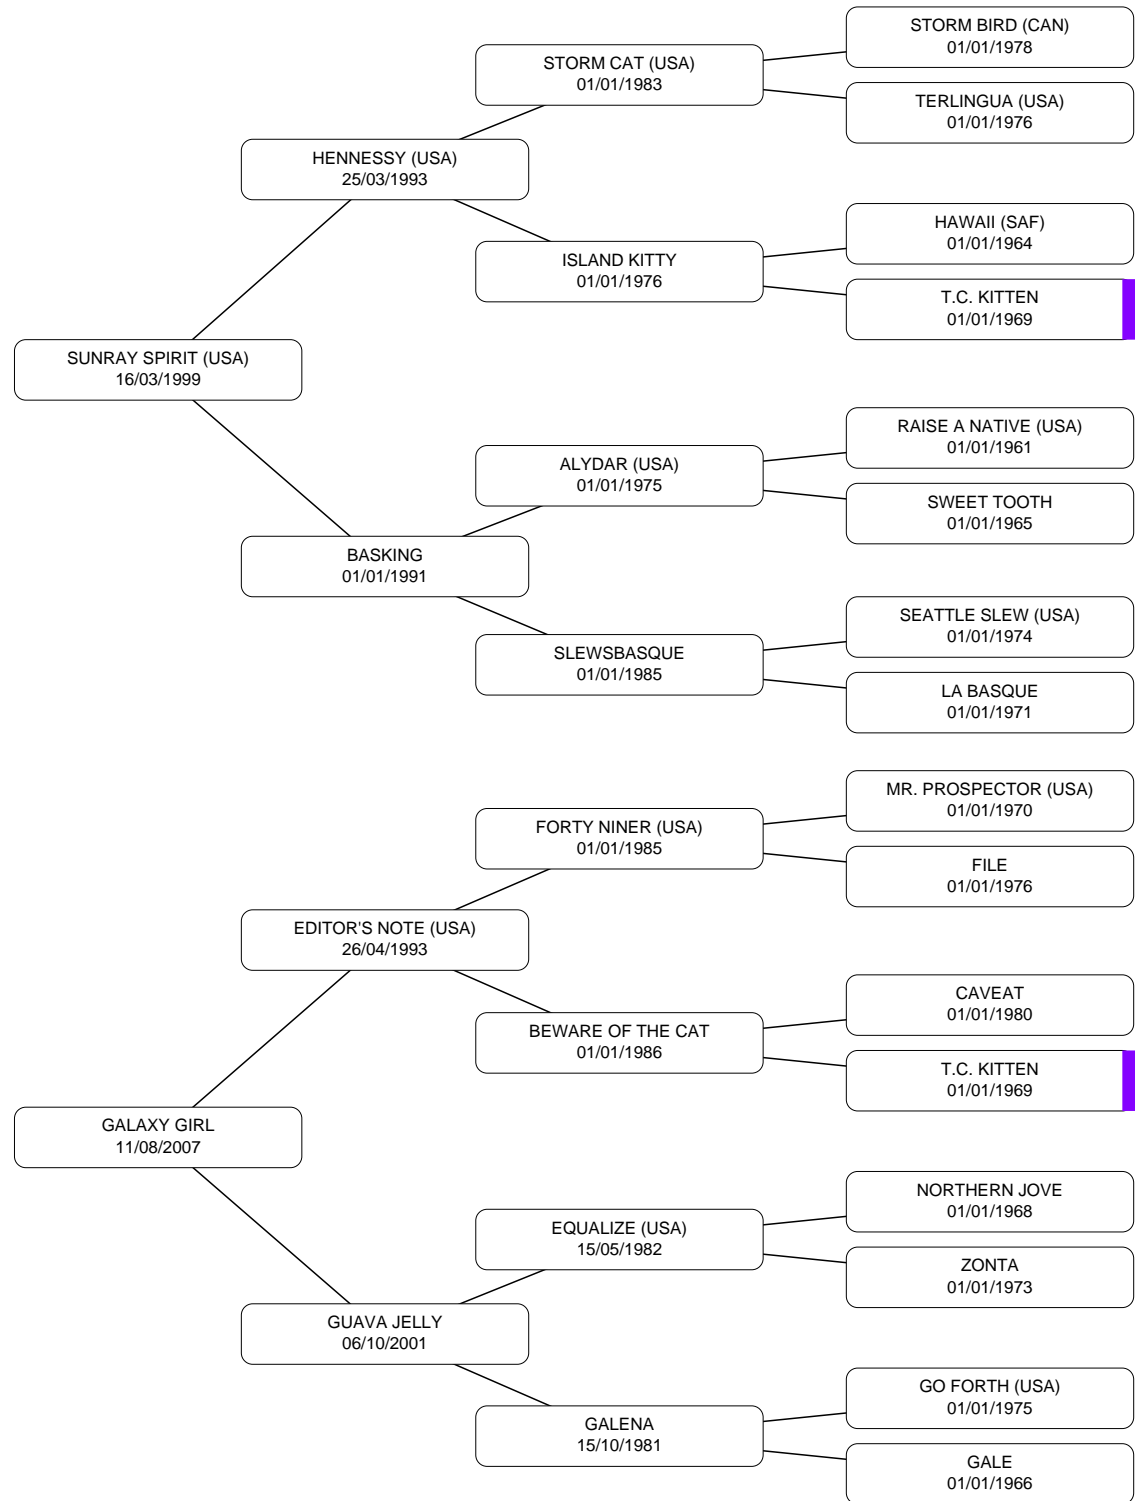 STORM BIRD (CAN)
01/01/1978
STORM CAT (USA)
01/01/1983
TERLINGUA (USA)
01/01/1976
HENNESSY (USA)
25/03/1993
HAWAII (SAF)
01/01/1964
ISLAND KITTY
01/01/1976
T.C. KITTEN
01/01/1969
SUNRAY SPIRIT (USA)
16/03/1999
RAISE A NATIVE (USA)
01/01/1961
ALYDAR (USA)
01/01/1975
SWEET TOOTH
01/01/1965
BASKING
01/01/1991
SEATTLE SLEW (USA)
01/01/1974
SLEWSBASQUE
01/01/1985
LA BASQUE
01/01/1971
MR. PROSPECTOR (USA)
01/01/1970
FORTY NINER (USA)
01/01/1985
FILE
01/01/1976
EDITOR'S NOTE (USA)
26/04/1993
CAVEAT
01/01/1980
BEWARE OF THE CAT
01/01/1986
T.C. KITTEN
01/01/1969
GALAXY GIRL
11/08/2007
NORTHERN JOVE
01/01/1968
EQUALIZE (USA)
15/05/1982
ZONTA
01/01/1973
GUAVA JELLY
06/10/2001
GO FORTH (USA)
01/01/1975
GALENA
15/10/1981
GALE
01/01/1966